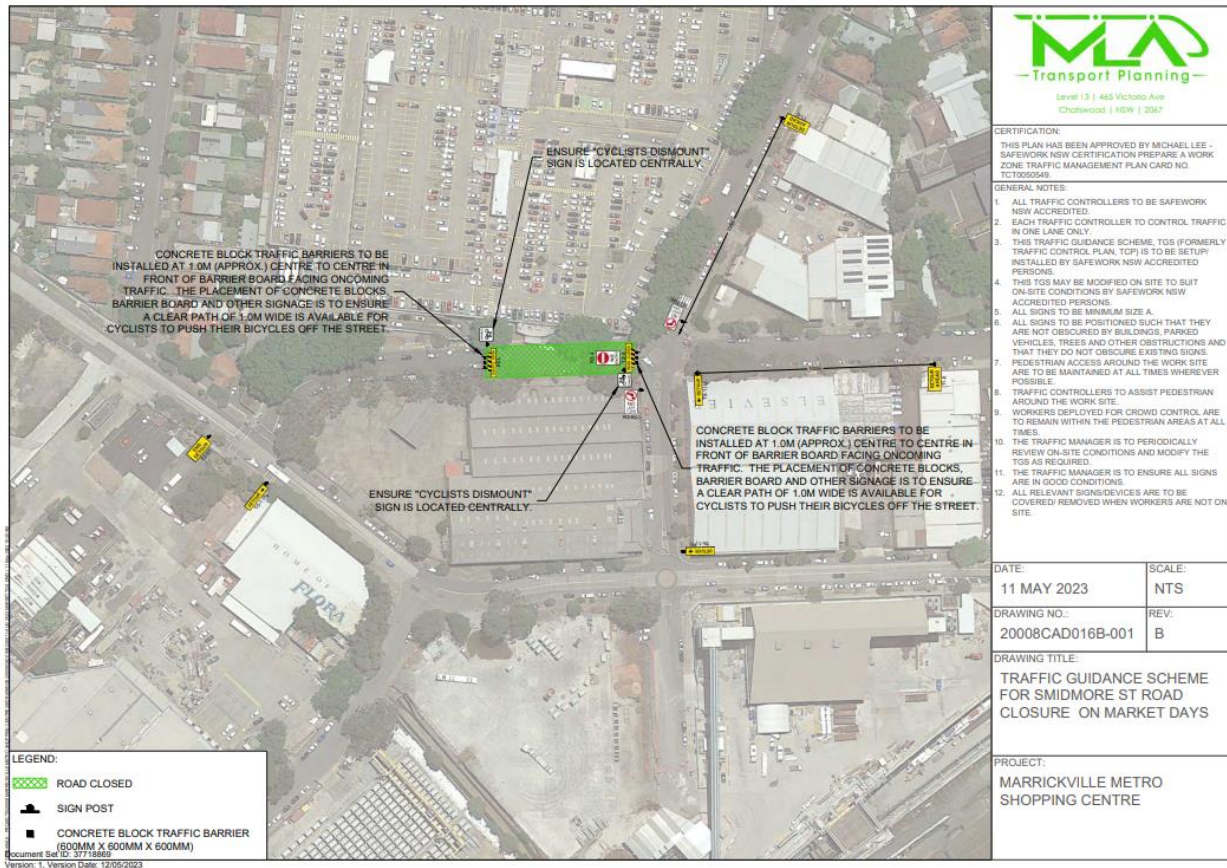 MLA
Transport Planning
Level 13 | 465 Victoria Ave
Chatswood | NSW | 2067
CERTIFICATION:
THIS PLAN HAS BEEN APPROVED BY MICHAEL LEE -
SAFEWORK NSW CERTIFICATION PREPARE A WORK
ZONE TRAFFIC MANAGEMENT PLAN CARD NO.
TCT0050549.
GENERAL NOTES:
1. ALL TRAFFIC CONTROLLERS TO BE SAFEWORK
NSW ACCREDITED.
2. EACH TRAFFIC CONTROLLER TO CONTROL TRAFFIC
IN ONE LANE ONLY.
3. THIS TRAFFIC GUIDANCE SCHEME, TGS (FORMERLY
TRAFFIC CONTROL PLAN, TCP) IS TO BE SETUP/
INSTALLED BY SAFEWORK NSW ACCREDITED
PERSONS.
4. THIS TGS MAY BE MODIFIED ON SITE TO SUIT
ON-SITE CONDITIONS BY SAFEWORK NSW
ACCREDITED PERSONS.
5. ALL SIGNS TO BE MINIMUM SIZE A.
6. ALL SIGNS TO BE POSITIONED SUCH THAT THEY
ARE NOT OBSCURED BY BUILDINGS, PARKED
VEHICLES, TREES AND OTHER OBSTRUCTIONS AND
THAT THEY DO NOT OBSCURE EXISTING SIGNS.
7. PEDESTRIAN ACCESS AROUND THE WORK SITE
ARE TO BE MAINTAINED AT ALL TIMES WHEREVER
POSSIBLE.
8. TRAFFIC CONTROLLERS TO ASSIST PEDESTRIAN
AROUND THE WORK SITE.
9. WORKERS DEPLOYED FOR CROWD CONTROL ARE
TO REMAIN WITHIN THE PEDESTRIAN AREAS AT ALL
TIMES.
10. THE TRAFFIC MANAGER IS TO PERIODICALLY
REVIEW ON-SITE CONDITIONS AND MODIFY THE
TGS AS REQUIRED.
11. THE TRAFFIC MANAGER IS TO ENSURE ALL SIGNS
ARE IN GOOD CONDITIONS.
12. ALL RELEVANT SIGNS/DEVICES ARE TO BE
COVERED/ REMOVED WHEN WORKERS ARE NOT ON
SITE.
DATE:
11 MAY 2023
SCALE:
NTS
DRAWING NO.:
20008CAD016B-001
REV:
B
DRAWING TITLE:
TRAFFIC GUIDANCE SCHEME
FOR SMIDMORE ST ROAD
CLOSURE ON MARKET DAYS
PROJECT:
MARRICKVILLE METRO
SHOPPING CENTRE
ENSURE "CYCLISTS DISMOUNT"
SIGN IS LOCATED CENTRALLY.
CONCRETE BLOCK TRAFFIC BARRIERS TO BE
INSTALLED AT 1.0M (APPROX.) CENTRE TO CENTRE IN
FRONT OF BARRIER BOARD FACING ONCOMING
TRAFFIC. THE PLACEMENT OF CONCRETE BLOCKS,
BARRIER BOARD AND OTHER SIGNAGE IS TO ENSURE
A CLEAR PATH OF 1.0M WIDE IS AVAILABLE FOR
CYCLISTS TO PUSH THEIR BICYCLES OFF THE STREET.
ELSEVIE
CONCRETE BLOCK TRAFFIC BARRIERS TO BE
INSTALLED AT 1.0M (APPROX.) CENTRE TO CENTRE IN
FRONT OF BARRIER BOARD FACING ONCOMING
TRAFFIC. THE PLACEMENT OF CONCRETE BLOCKS,
BARRIER BOARD AND OTHER SIGNAGE IS TO ENSURE
A CLEAR PATH OF 1.0M WIDE IS AVAILABLE FOR
CYCLISTS TO PUSH THEIR BICYCLES OFF THE STREET.
ENSURE "CYCLISTS DISMOUNT"
SIGN IS LOCATED CENTRALLY.
HOME OF
FLORA
LEGEND:
ROAD CLOSED
SIGN POST
CONCRETE BLOCK TRAFFIC BARRIER
(600MM X 600MM X 600MM)
Document Set ID: 37718869
Version: 1, Version Date: 12/05/2023